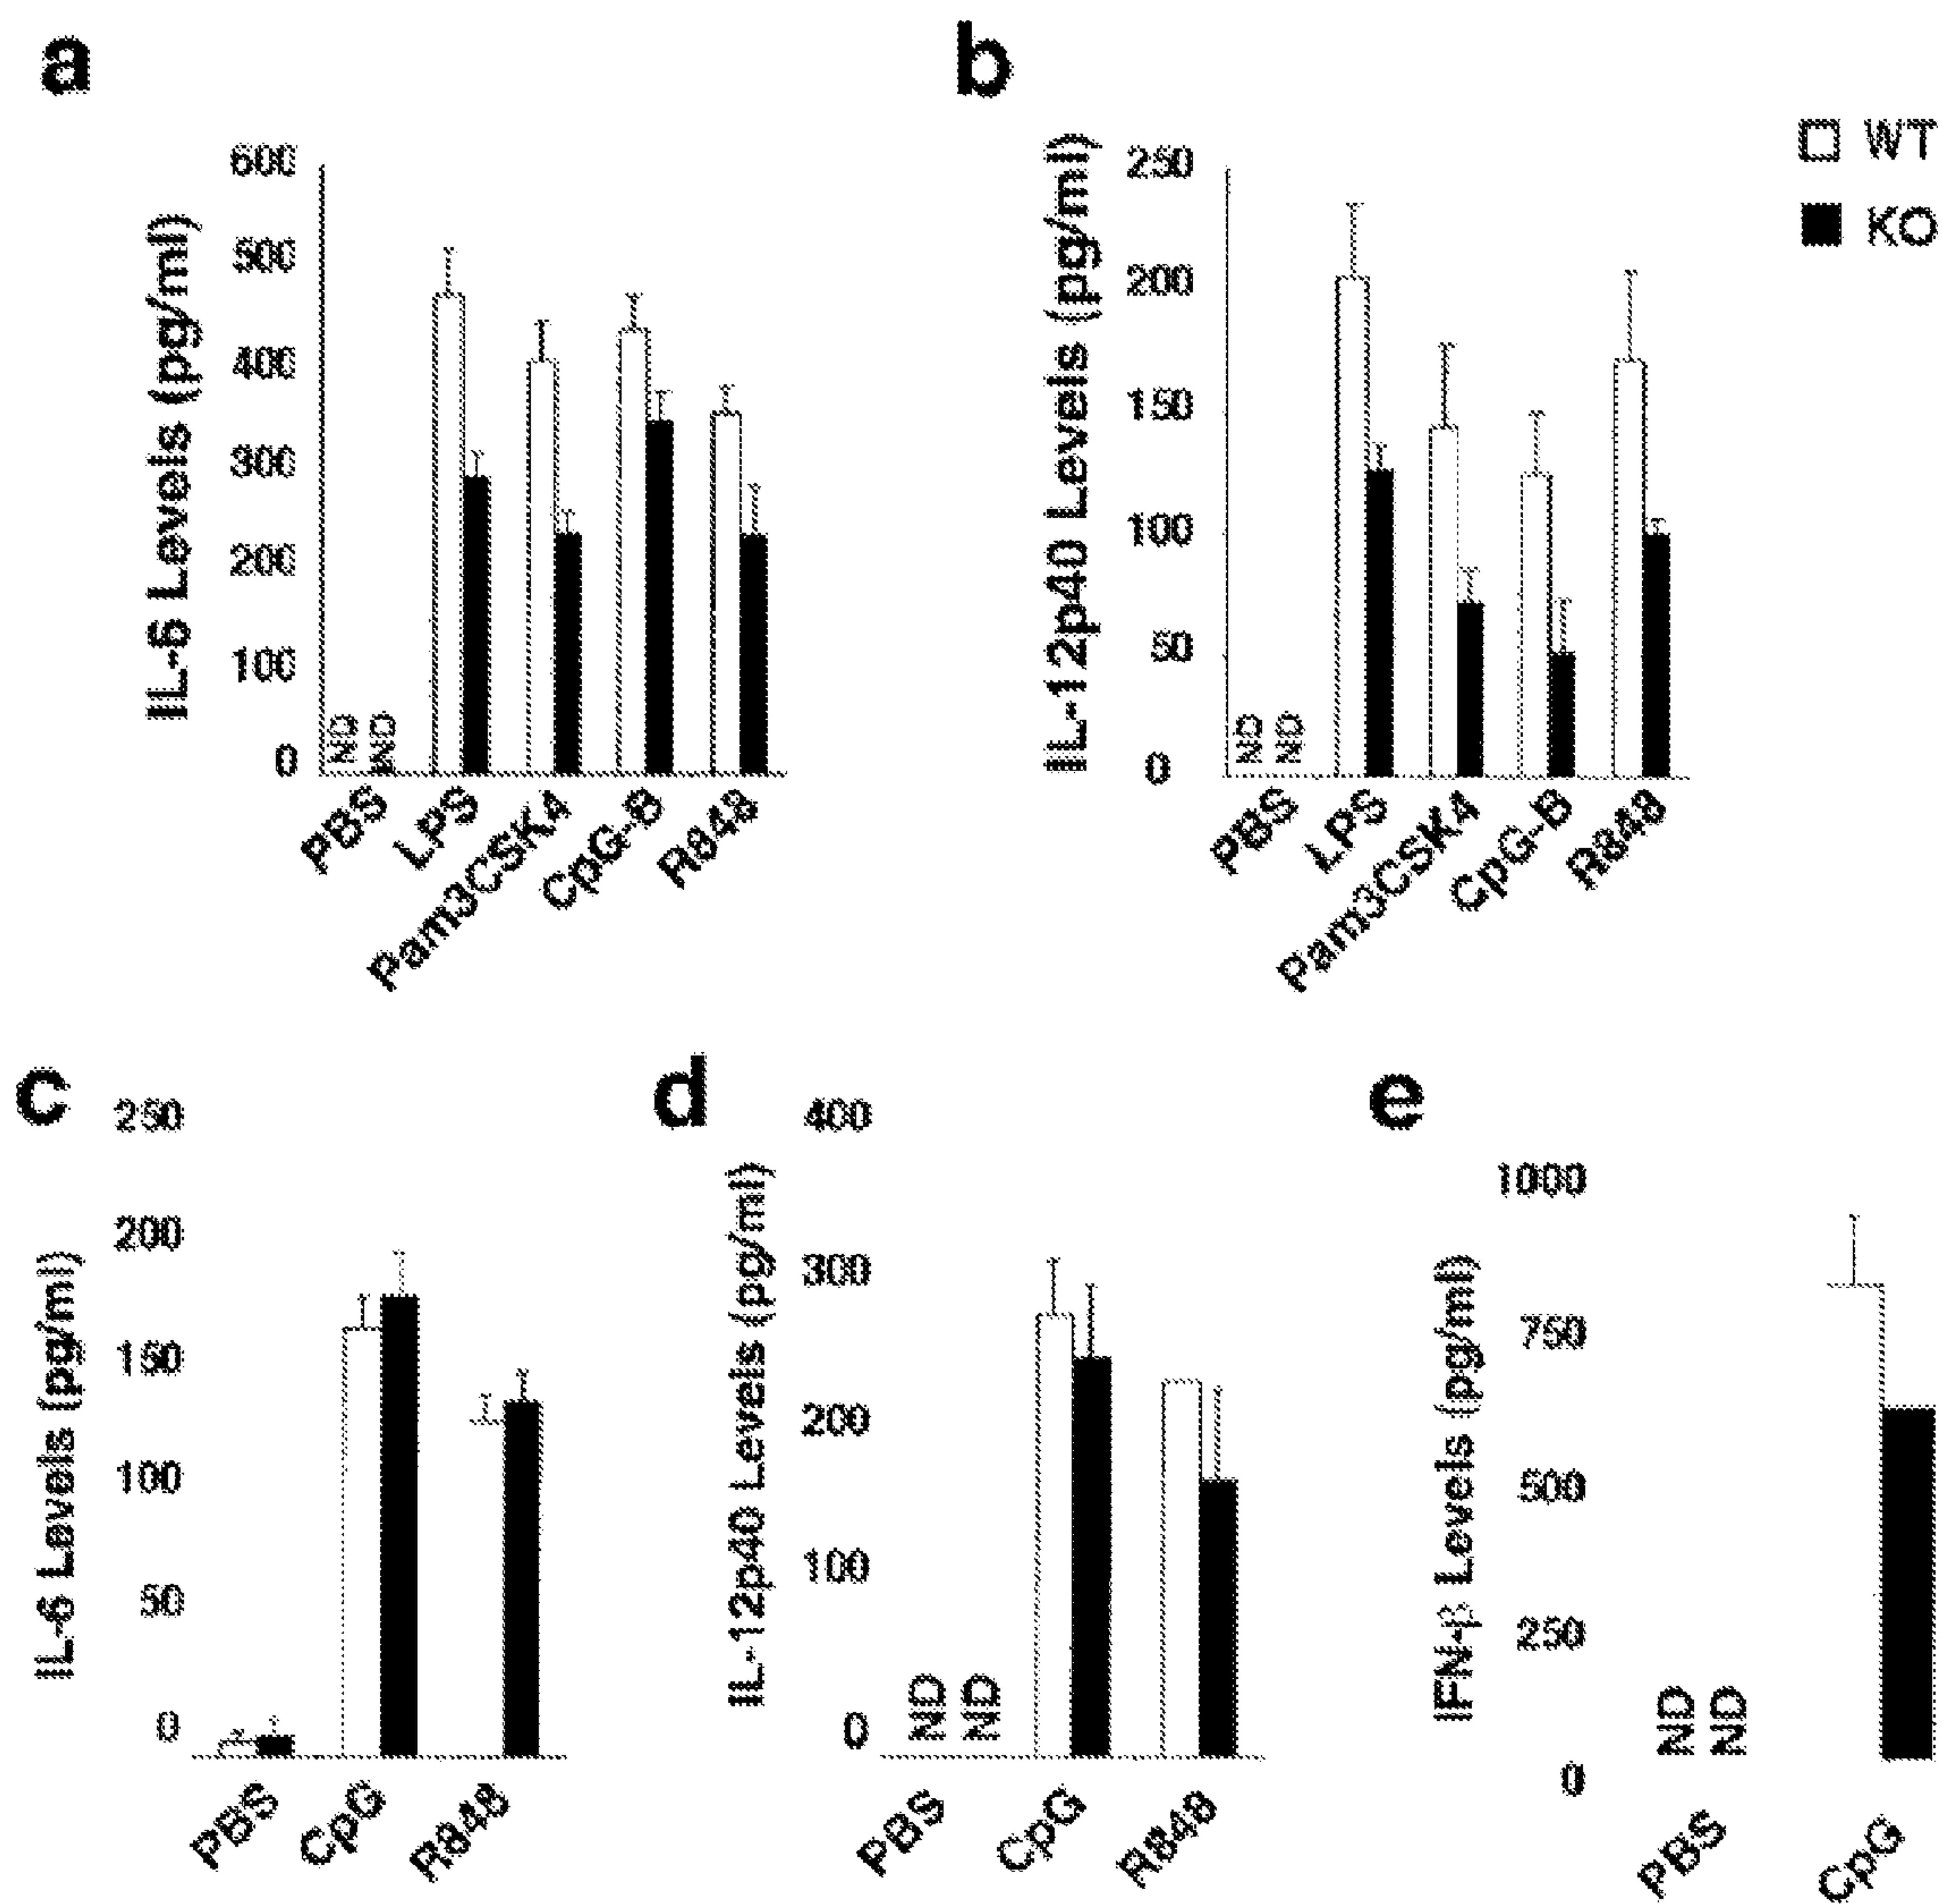 a
IL-6 Levels (pg/ml)
600
500
400
300
200
100
0
ND ND
PBS
LPS
Pam3CSK4
CpG-B
R848
b
IL-12p40 Levels (pg/ml)
250
200
150
100
50
0
ND ND
PBS
LPS
Pam3CSK4
CpG-B
R848
WT
KO
c
IL-6 Levels (pg/ml)
250
200
150
100
50
0
PBS
CpG
R848
d
IL-12p40 Levels (pg/ml)
400
300
200
100
0
ND ND
PBS
CpG
R848
e
IFN-β Levels (pg/ml)
1000
750
500
250
0
ND ND
PBS
CpG